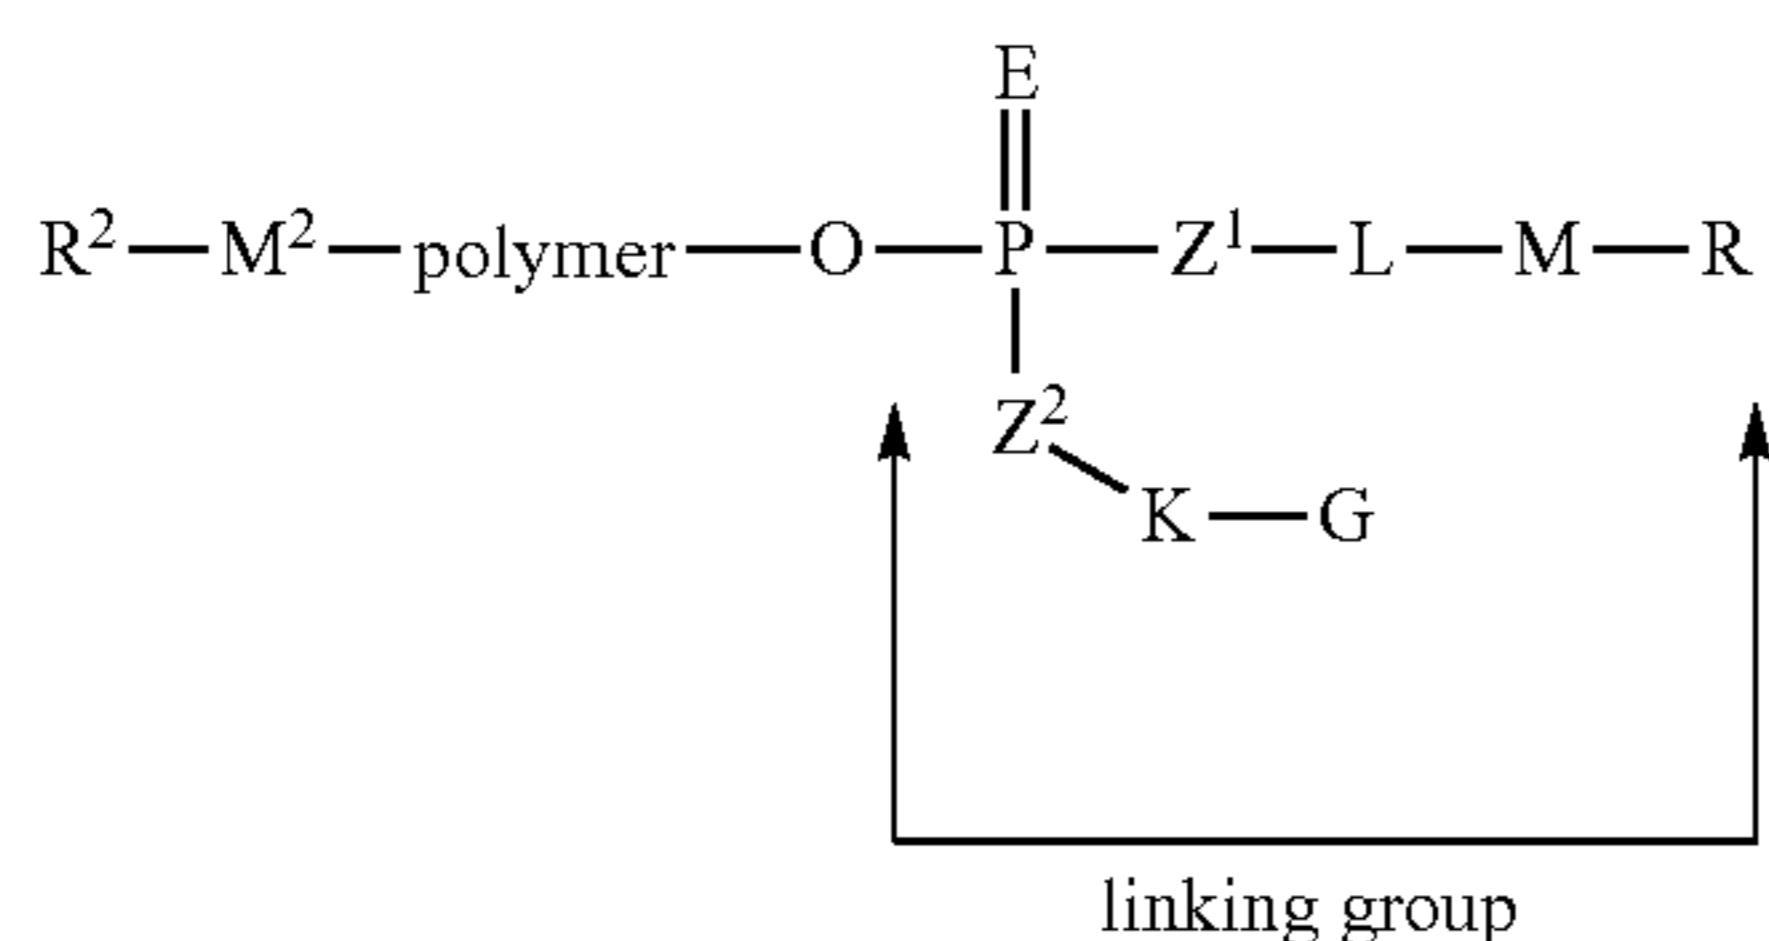 E
R² — M² — polymer — O — P — Z¹ — L — M — R
Z²
K — G
linking group